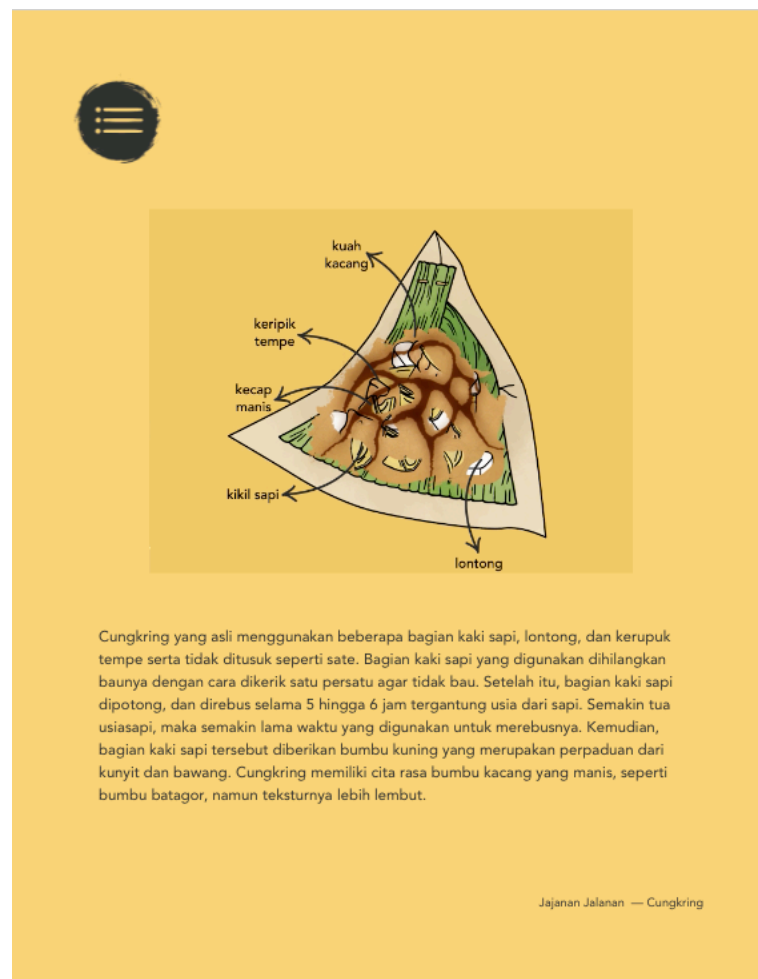 kuah
kacang
keripik
tempe
kecap
manis
kikil sapi
lontong
Cungkring yang asli menggunakan beberapa bagian kaki sapi, lontong, dan kerupuk
tempe serta tidak ditusuk seperti sate. Bagian kaki sapi yang digunakan dihilangkan
baunya dengan cara dikerik satu persatu agar tidak bau. Setelah itu, bagian kaki sapi
dipotong, dan direbus selama 5 hingga 6 jam tergantung usia dari sapi. Semakin tua
usiasapi, maka semakin lama waktu yang digunakan untuk merebusnya. Kemudian,
bagian kaki sapi tersebut diberikan bumbu kuning yang merupakan perpaduan dari
kunyit dan bawang. Cungkring memiliki cita rasa bumbu kacang yang manis, seperti
bumbu batagor, namun teksturnya lebih lembut.
Jajanan Jalanan — Cungkring